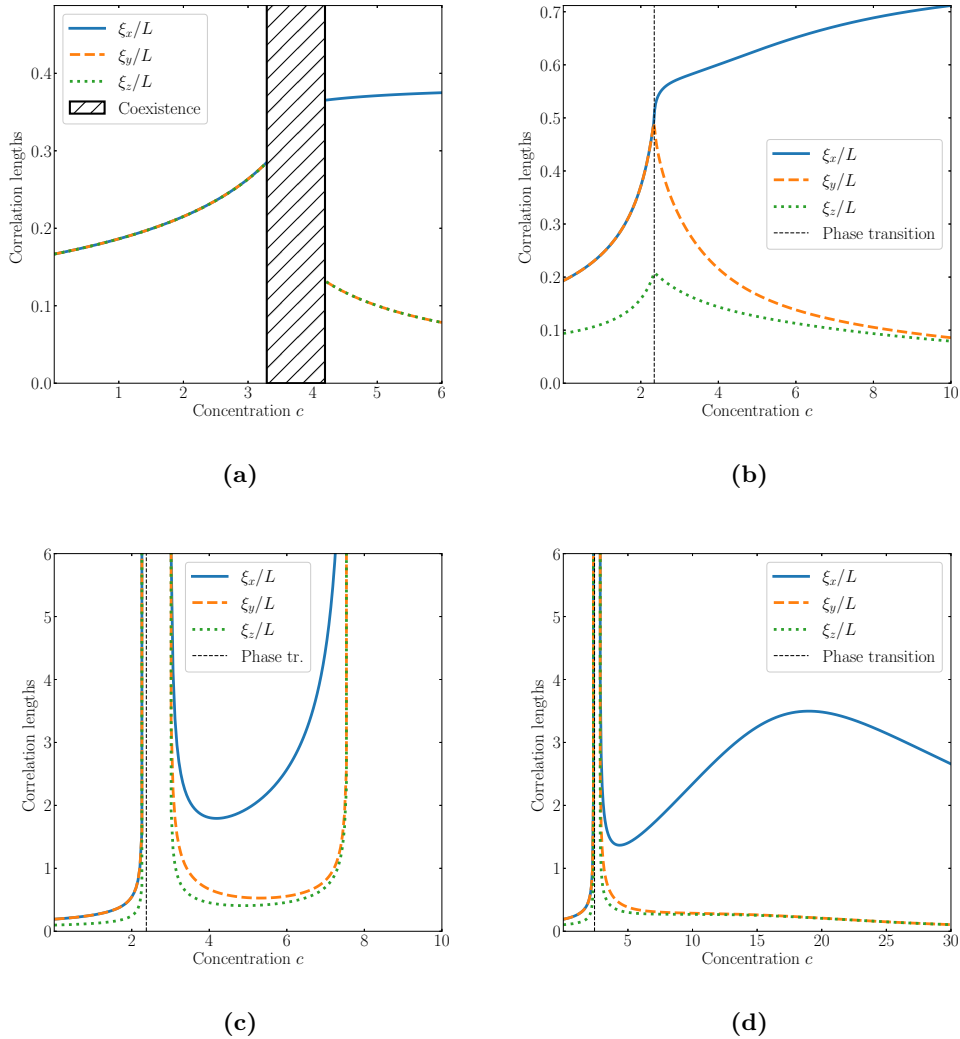 Correlation lengths
0.4
0.3
0.2
0.1
0.0
ξx/L
ξy/L
ξz/L
Coexistence
1 2 3 4 5 6
Concentration c
(a)
Correlation lengths
0.7
0.6
0.5
0.4
0.3
0.2
0.1
0.0
ξx/L
ξy/L
ξz/L
Phase transition
2 4 6 8 10
Concentration c
(b)
Correlation lengths
6
5
4
3
2
1
0
ξx/L
ξy/L
ξz/L
Phase tr.
2 4 6 8 10
Concentration c
(c)
Correlation lengths
6
5
4
3
2
1
0
ξx/L
ξy/L
ξz/L
Phase transition
5 10 15 20 25 30
Concentration c
(d)